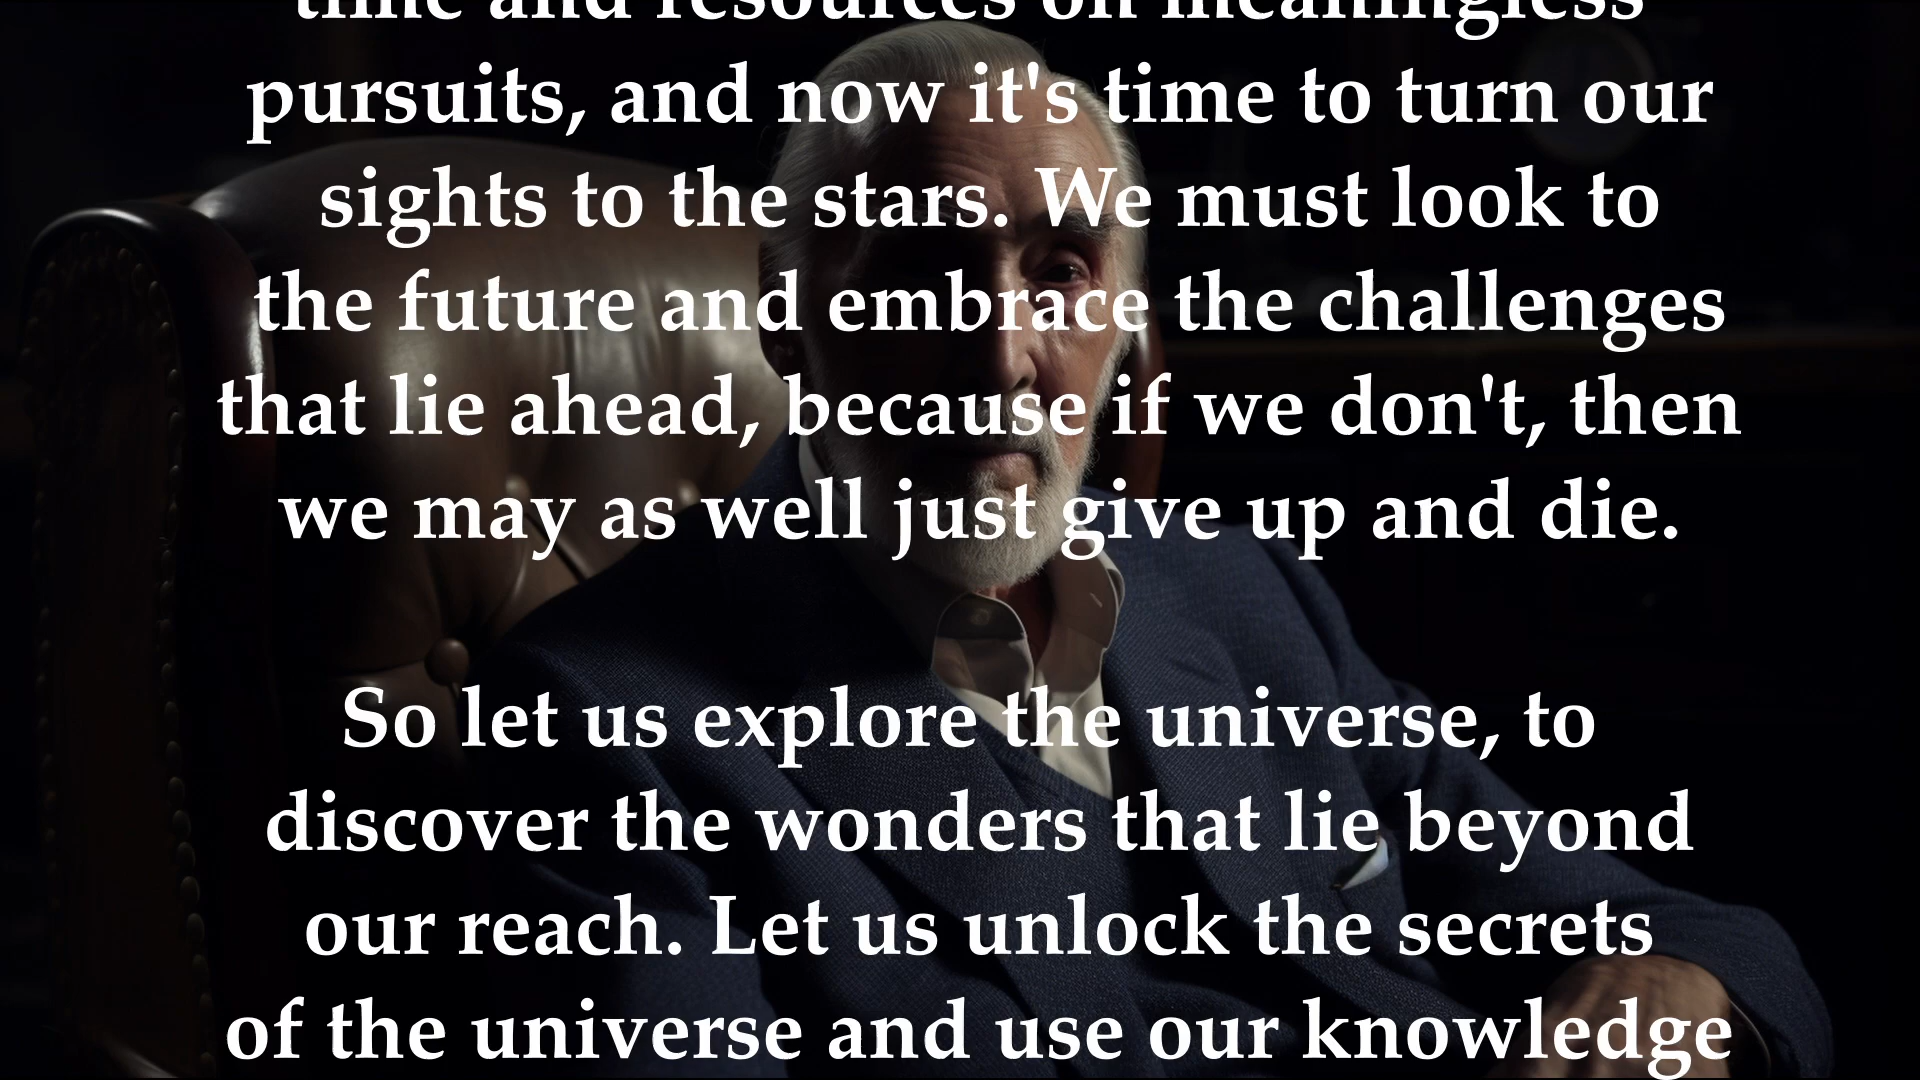 time and resources on meaningless
pursuits, and now it's time to turn our
sights to the stars. We must look to
the future and embrace the challenges
that lie ahead, because if we don't, then
we may as well just give up and die.
So let us explore the universe, to
discover the wonders that lie beyond
our reach. Let us unlock the secrets
of the universe and use our knowledge